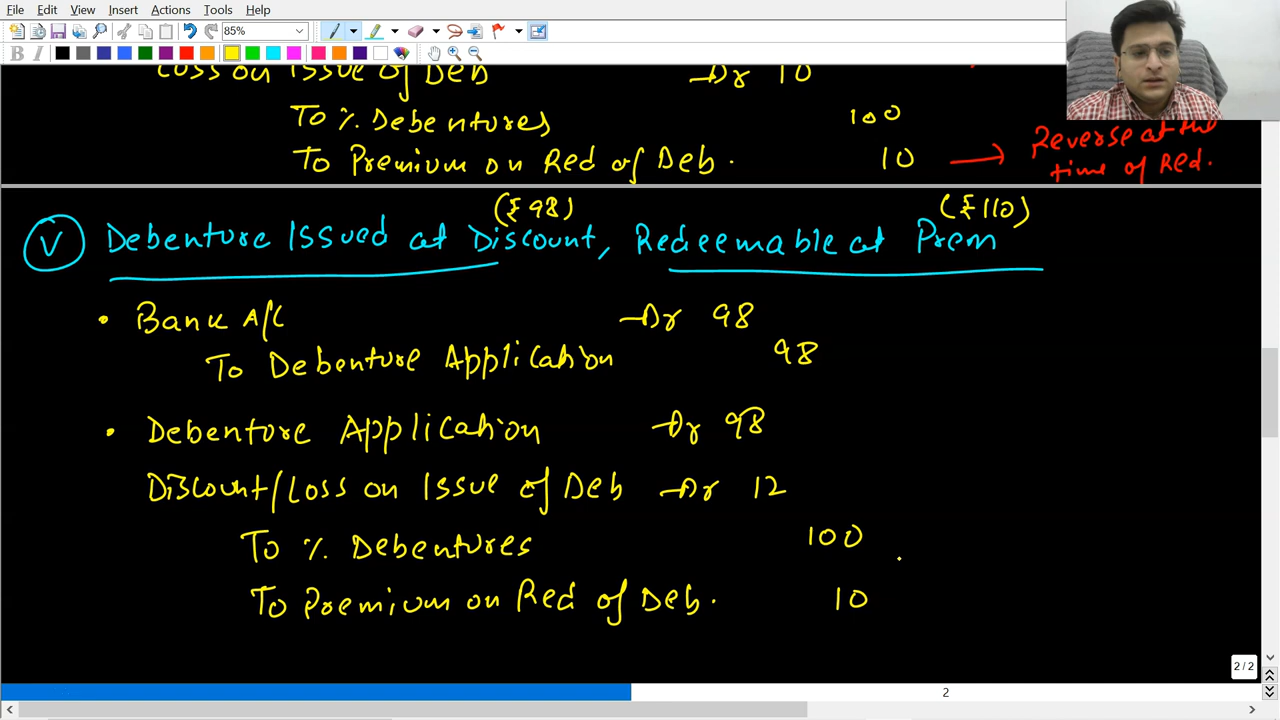 File Edit View Insert Actions Tools Help
85%
B I U
Loss on Issue of Deb Dr 10
To % Debentures 100
To Premium on Red of Deb. 10
Reverse at the
time of Red.
(₹98) (₹110)
V Debenture Issued at Discount, Redeemable at Prem
• Bank A/c Dr 98
To Debenture Application 98
• Debenture Application Dr 98
Discount/Loss on Issue of Deb Dr 12
To % Debentures 100
To Premium on Red of Deb. 10
2/2
2